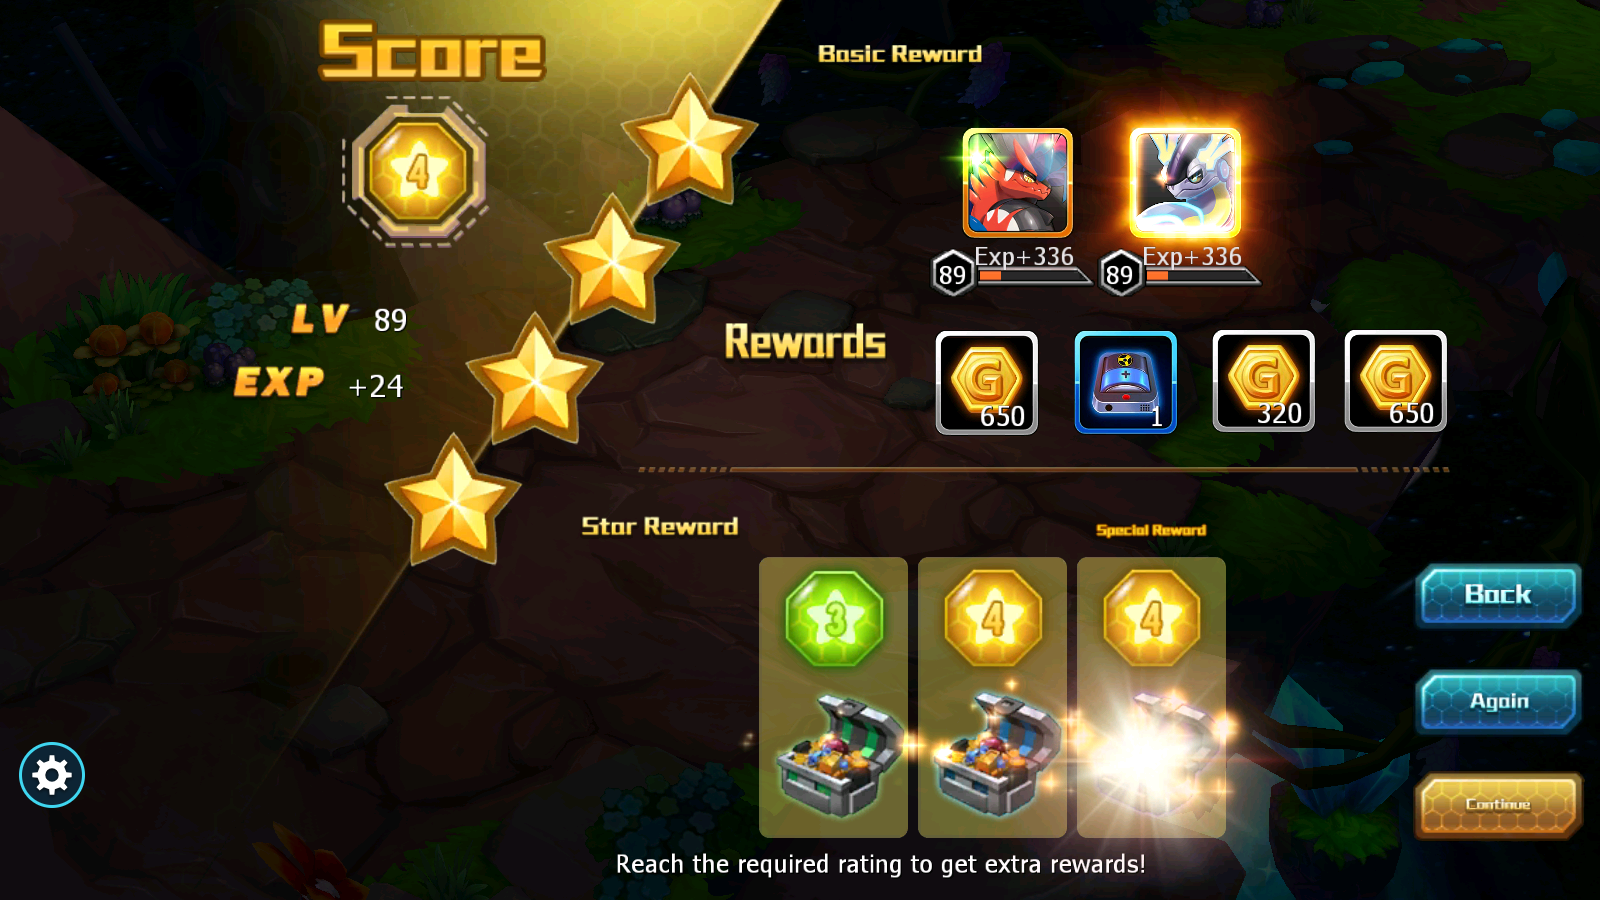 Score
4
LV 89
EXP +24
Basic Reward
Exp+336
89
Exp+336
89
Rewards
G
650
1
G
320
G
650
Star Reward
Special Reward
3
4
4
Back
Again
Continue
Reach the required rating to get extra rewards!